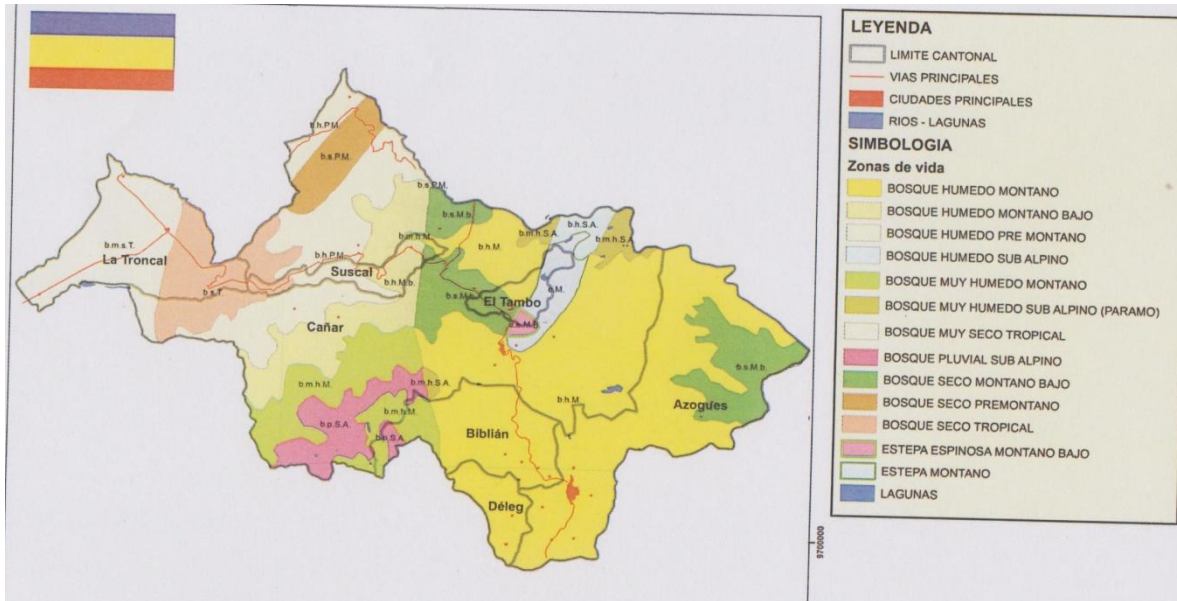 LEYENDA
LIMITE CANTONAL
VIAS PRINCIPALES
CIUDADES PRINCIPALES
RIOS - LAGUNAS
SIMBOLOGIA
Zonas de vida
BOSQUE HUMEDO MONTANO
BOSQUE HUMEDO MONTANO BAJO
BOSQUE HUMEDO PRE MONTANO
BOSQUE HUMEDO SUB ALPINO
BOSQUE MUY HUMEDO MONTANO
BOSQUE MUY HUMEDO SUB ALPINO (PARAMO)
BOSQUE MUY SECO TROPICAL
BOSQUE PLUVIAL SUB ALPINO
BOSQUE SECO MONTANO BAJO
BOSQUE SECO PREMONTANO
BOSQUE SECO TROPICAL
ESTEPA ESPINOSA MONTANO BAJO
ESTEPA MONTANO
LAGUNAS
b.h.P.M.
b.s.P.M.
b.s.P.M.
b.s.M.b.
b.m.h.M.
b.h.M.
b.m.h.S.A.
b.h.S.A.
b.m.h.S.A
b.m.s.T.
La Troncal
b.h.P.M.
Suscal
b.h.M.b.
b.s.T.
b.s.M.b.
El Tambo
e.M.
Cañar
b.m.h.M.
b.m.h.S.A.
b.m.h.M.
b.p.S.A.
b.p.S.A.
b.h.M.
b.s.M.b.
Azogues
Biblián
Déleg
9700000